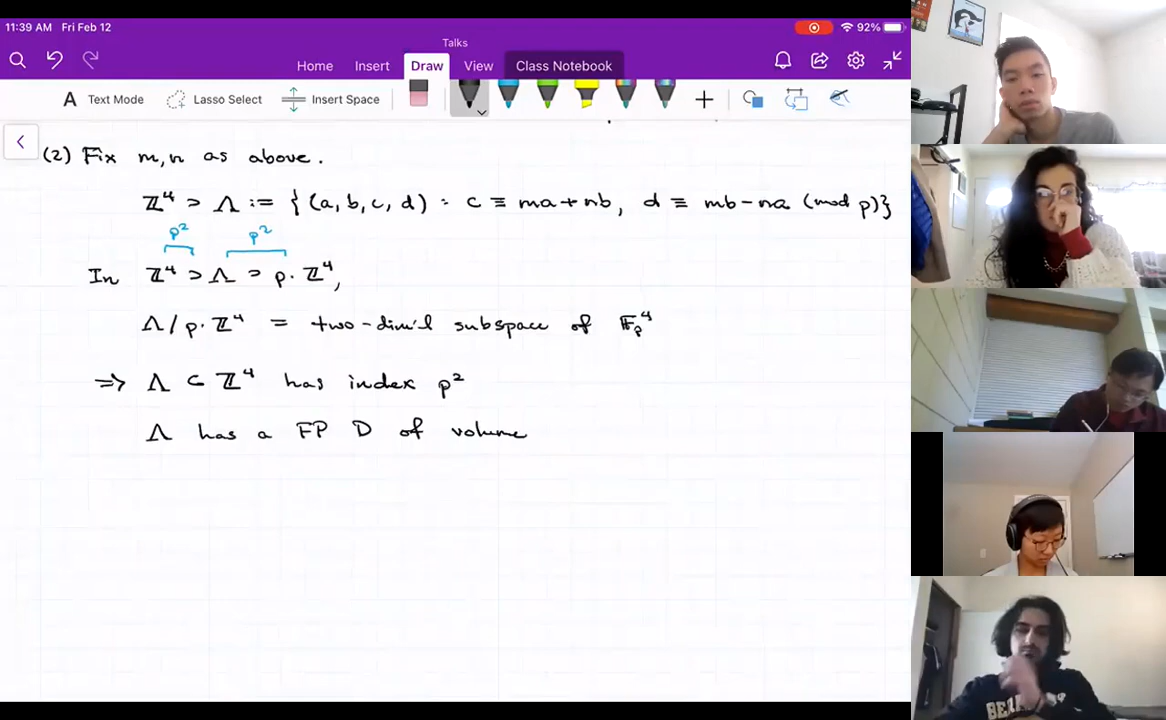 11:39 AM Fri Feb 12
92%
Talks
Home Insert Draw View Class Notebook
Text Mode Lasso Select Insert Space
(2) Fix m, n as above.
ℤ⁴ > Λ := {(a, b, c, d) : c ≡ ma + nb, d ≡ mb - na (mod p)}
p² p²
In ℤ⁴ > Λ > p · ℤ⁴,
Λ / p · ℤ⁴ = two-dim'l subspace of 𝔽ₚ⁴
⇒ Λ ⊂ ℤ⁴ has index p²
Λ has a FP D of volume